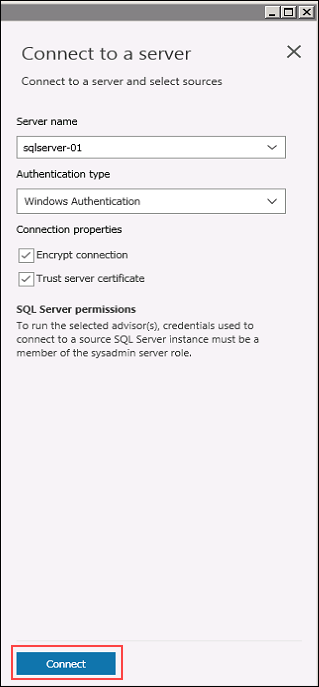 Connect to a server
Connect to a server and select sources
Server name
sqlserver-01
Authentication type
Windows Authentication
Connection properties
Encrypt connection
Trust server certificate
SQL Server permissions
To run the selected advisor(s), credentials used to
connect to a source SQL Server instance must be a
member of the sysadmin server role.
Connect